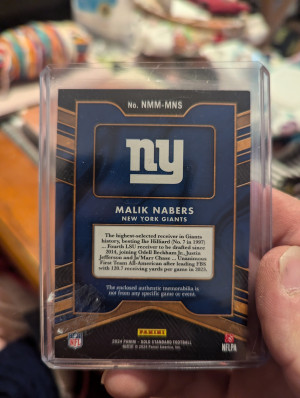 No. NMM-MNS
ny
MALIK NABERS
NEW YORK GIANTS
The highest-selected receiver in Giants
history, besting Ike Hilliard (No. 7 in 1997)
... Fourth LSU receiver to be drafted since
2014, joining Odell Beckham Jr., Justin
Jefferson and Ja'Marr Chase ... Unanimous
First Team All-American after leading FBS
with 120.7 receiving yards per game in 2023.
The enclosed authentic memorabilia is
not from any specific game or event.
PANINI
NFL
2024 PANINI - GOLD STANDARD FOOTBALL
© 2024 Panini America, Inc.
NFLPA